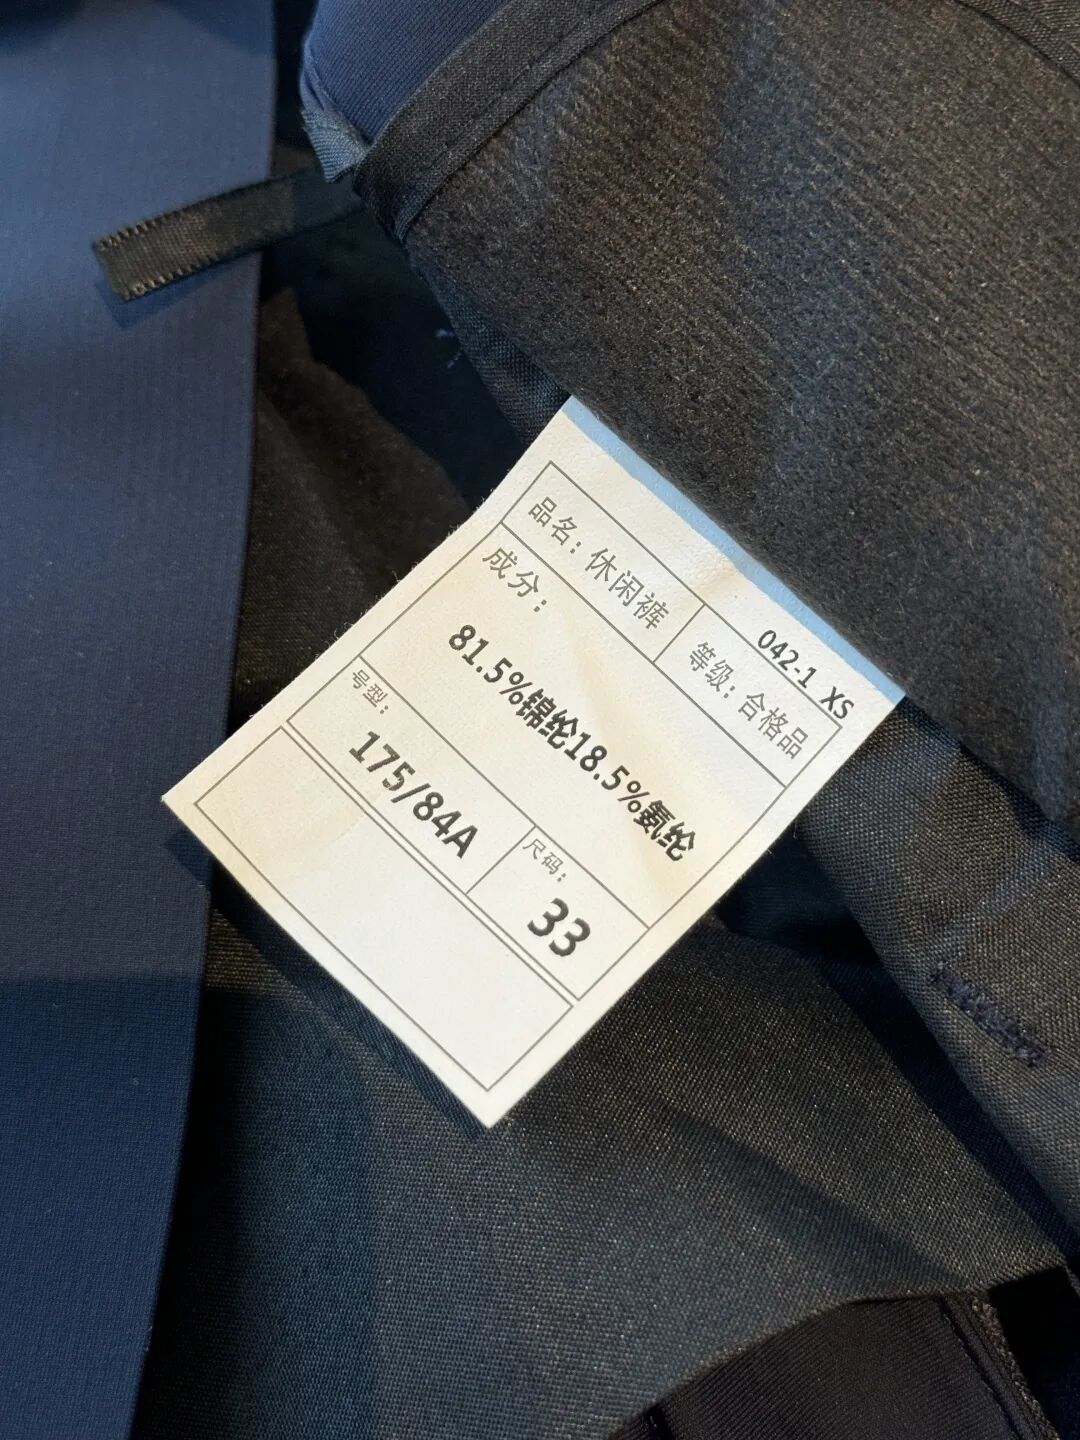 042-1 XS
品名: 休闲裤
等级: 合格品
成分:
81.5%锦纶18.5%氨纶
号型:
175/84A
尺码:
33